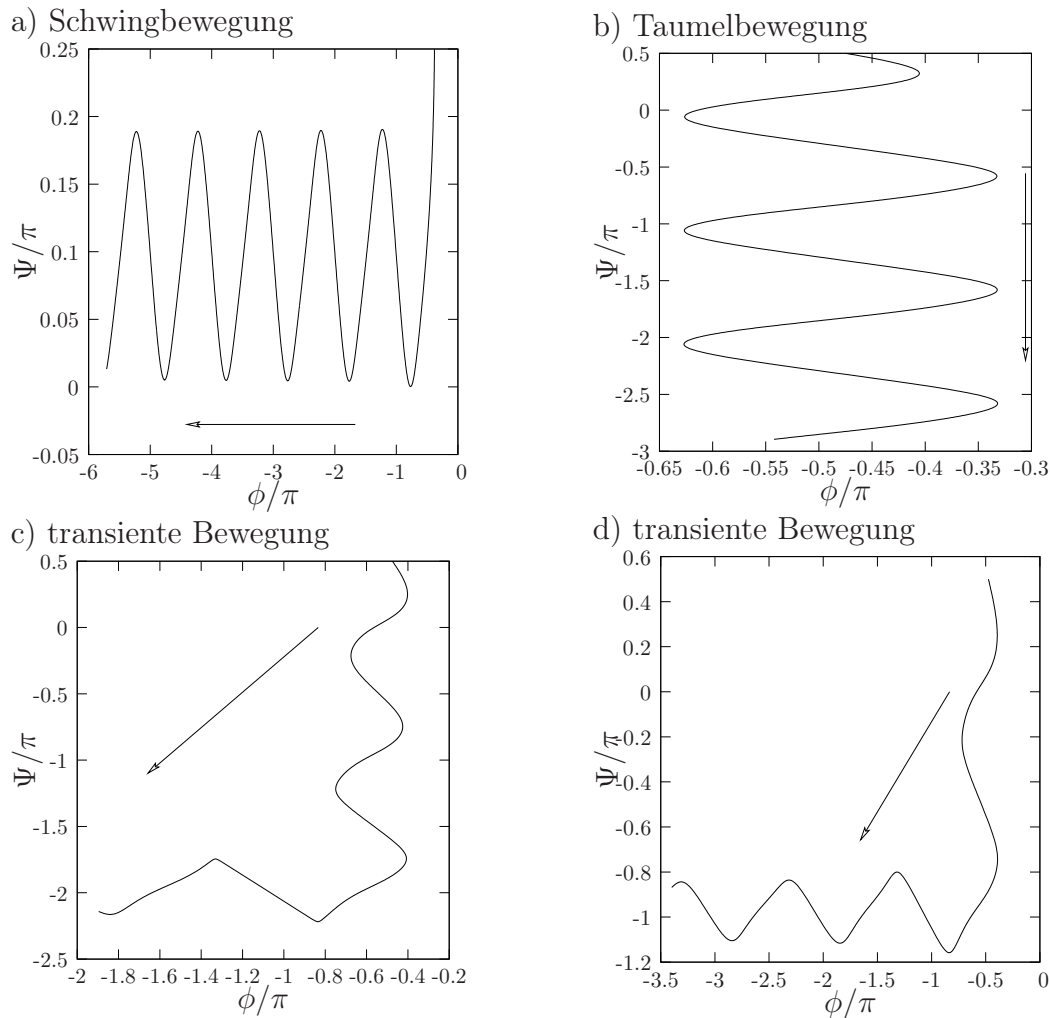 a) Schwingbewegung
0.25
0.2
0.15
0.1
0.05
0
-0.05
Ψ/π
-6 -5 -4 -3 -2 -1 0
ϕ/π
b) Taumelbewegung
0.5
0
-0.5
-1
-1.5
-2
-2.5
-3
Ψ/π
-0.65 -0.6 -0.55 -0.5 -0.45 -0.4 -0.35 -0.3
ϕ/π
c) transiente Bewegung
0.5
0
-0.5
-1
-1.5
-2
-2.5
Ψ/π
-2 -1.8 -1.6 -1.4 -1.2 -1 -0.8 -0.6 -0.4 -0.2
ϕ/π
d) transiente Bewegung
0.6
0.4
0.2
0
-0.2
-0.4
-0.6
-0.8
-1
-1.2
Ψ/π
-3.5 -3 -2.5 -2 -1.5 -1 -0.5 0
ϕ/π